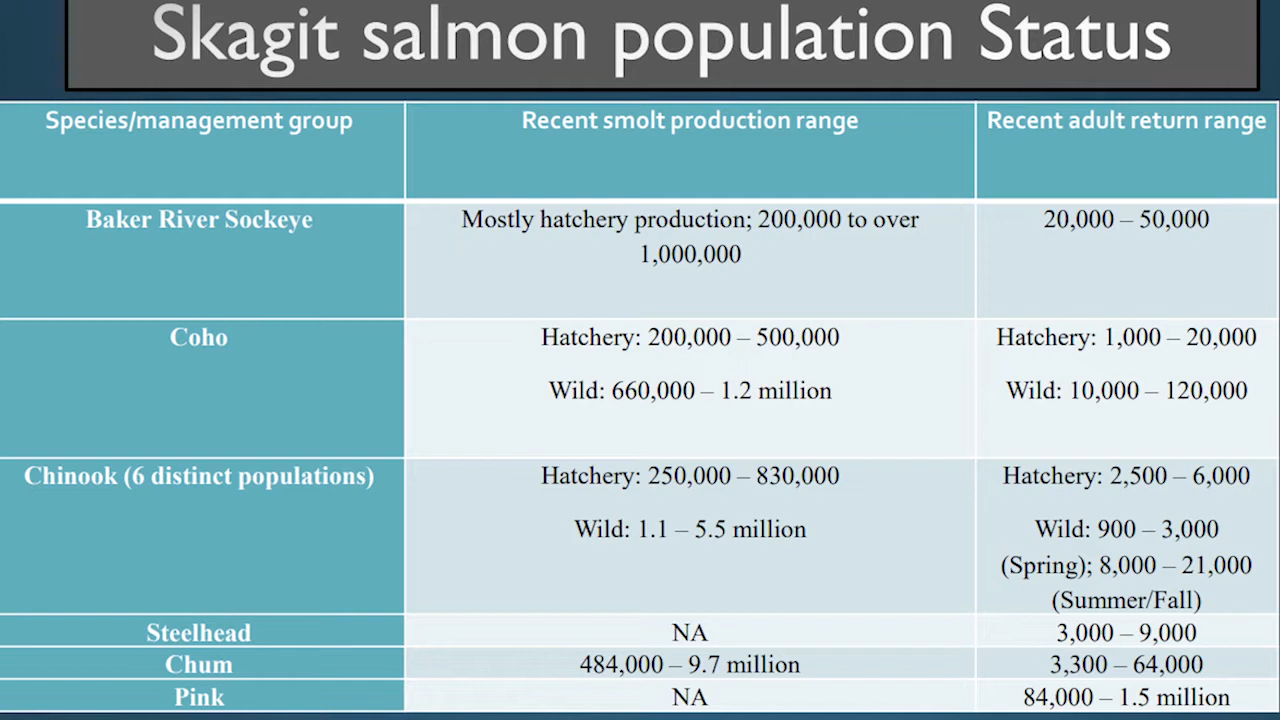 Skagit salmon population Status
Species/management group
Recent smolt production range
Recent adult return range
Baker River Sockeye
Mostly hatchery production; 200,000 to over
1,000,000
20,000 – 50,000
Coho
Hatchery: 200,000 – 500,000
Wild: 660,000 – 1.2 million
Hatchery: 1,000 – 20,000
Wild: 10,000 – 120,000
Chinook (6 distinct populations)
Hatchery: 250,000 – 830,000
Wild: 1.1 – 5.5 million
Hatchery: 2,500 – 6,000
Wild: 900 – 3,000
(Spring); 8,000 – 21,000
(Summer/Fall)
Steelhead
NA
3,000 – 9,000
Chum
484,000 – 9.7 million
3,300 – 64,000
Pink
NA
84,000 – 1.5 million